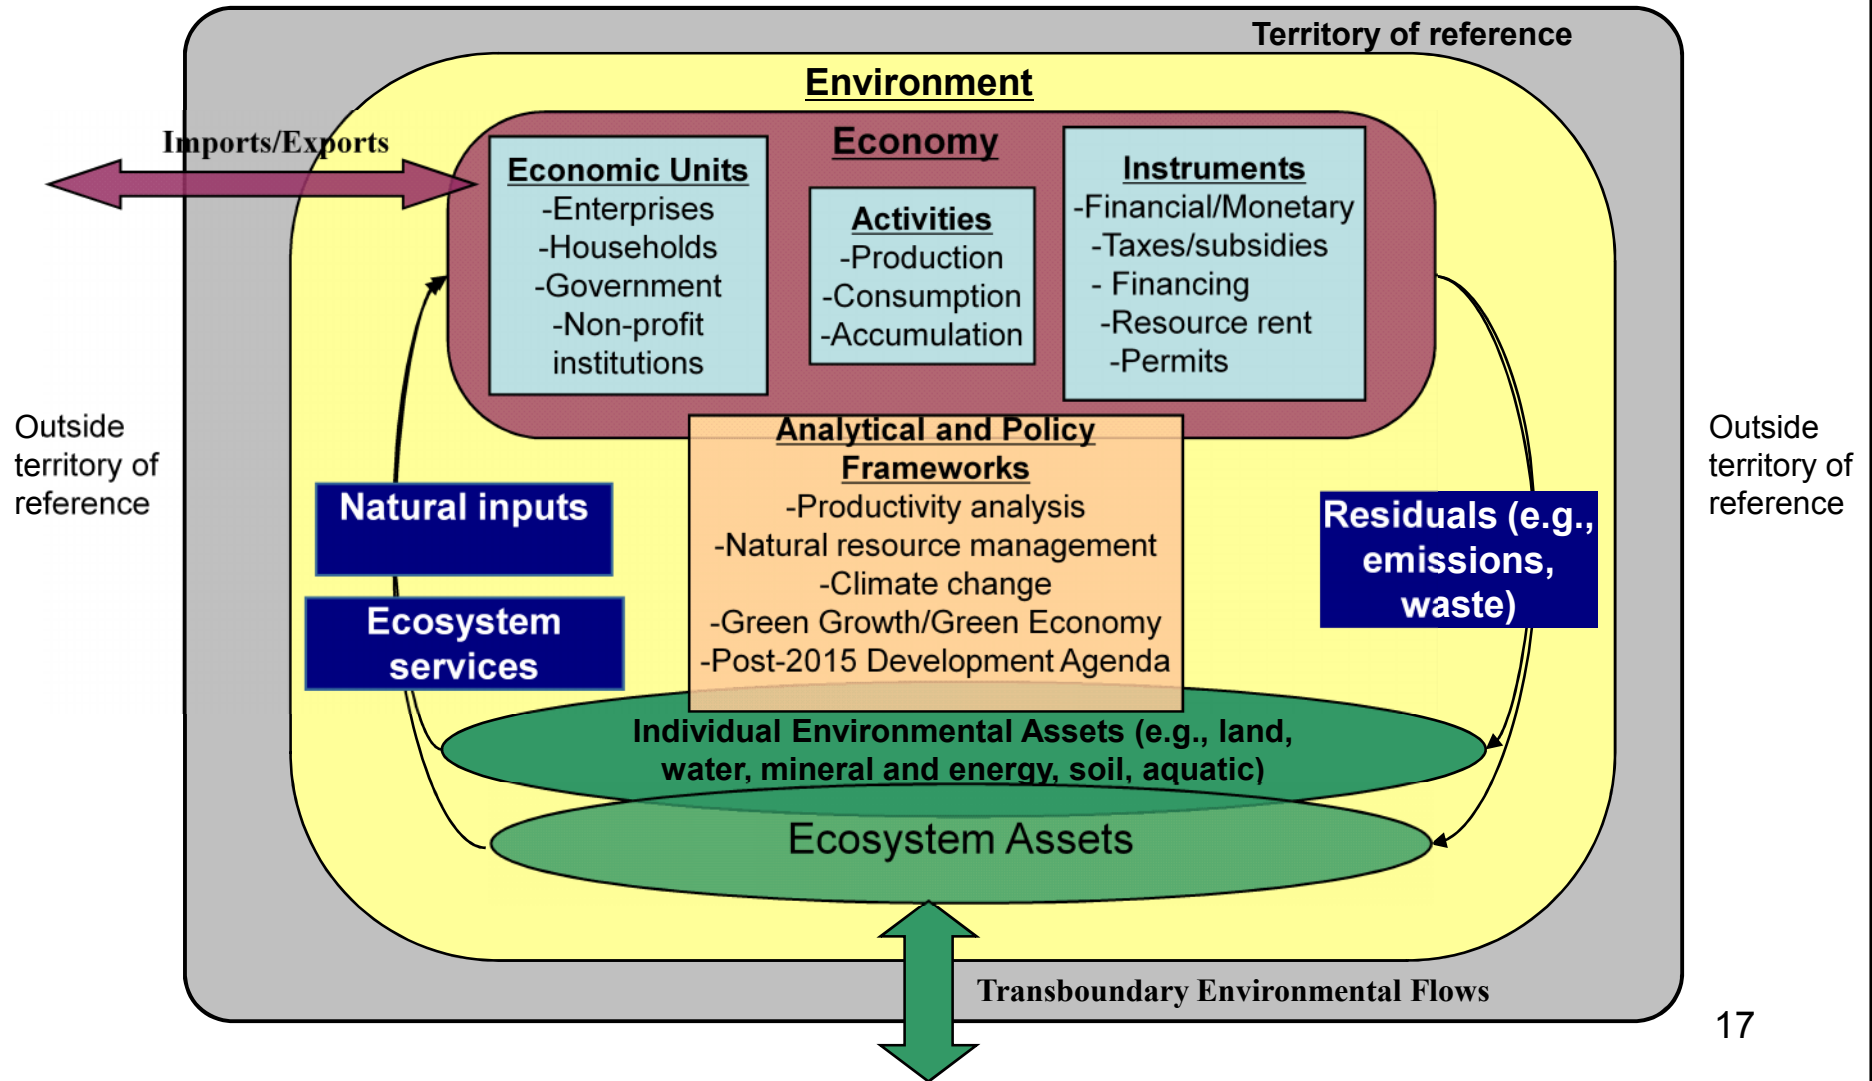 Territory of reference
Environment
Imports/Exports
Economy
Economic Units
-Enterprises
-Households
-Government
-Non-profit
institutions
Activities
-Production
-Consumption
-Accumulation
Instruments
-Financial/Monetary
-Taxes/subsidies
- Financing
-Resource rent
-Permits
Outside
territory of
reference
Analytical and Policy
Frameworks
-Productivity analysis
-Natural resource management
-Climate change
-Green Growth/Green Economy
-Post-2015 Development Agenda
Natural inputs
Ecosystem
services
Residuals (e.g.,
emissions,
waste)
Outside
territory of
reference
Individual Environmental Assets (e.g., land,
water, mineral and energy, soil, aquatic)
Ecosystem Assets
Transboundary Environmental Flows
17